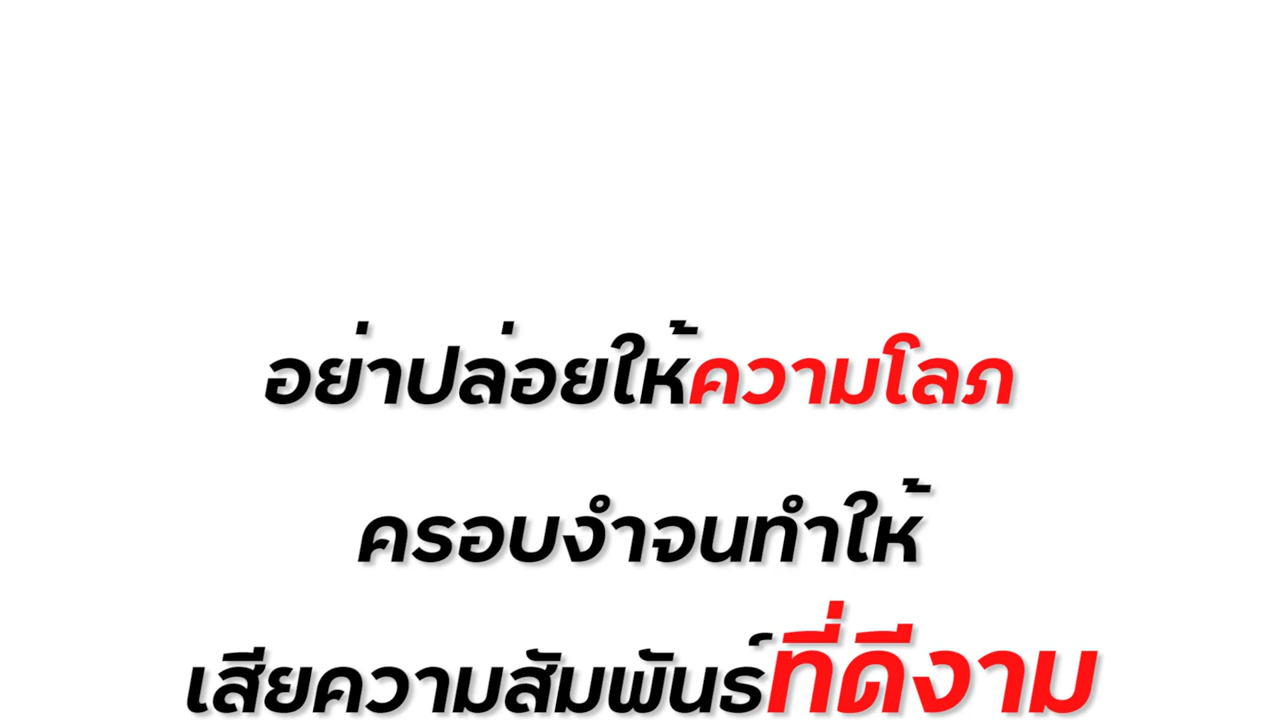 อย่าปล่อยให้ความโลภ
ครอบงำจนทำให้
เสียความสัมพันธ์ที่ดีงาม